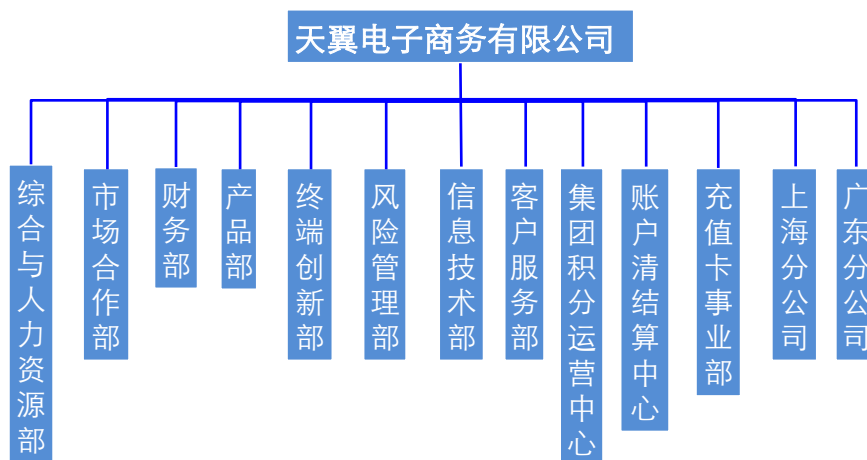 天翼电子商务有限公司
综合与人力资源部
市场合作部
财务部
产品部
终端创新部
风险管理部
信息技术部
客户服务部
集团积分运营中心
账户清结算中心
充值卡事业部
上海分公司
广东分公司